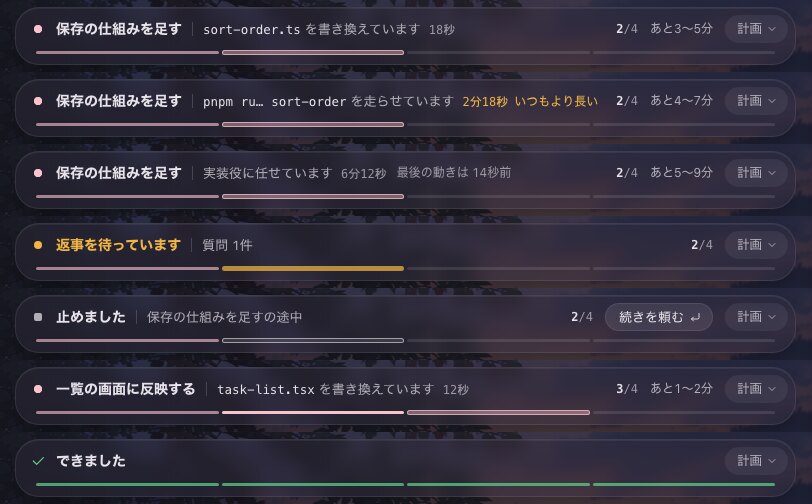 保存の仕組みを足す sort-order.ts を書き換えています 18秒 2/4 あと3〜5分 計画
保存の仕組みを足す pnpm ru… sort-order を走らせています 2分18秒 いつもより長い 2/4 あと4〜7分 計画
保存の仕組みを足す 実装役に任せています 6分12秒 最後の動きは 14秒前 2/4 あと5〜9分 計画
返事を待っています 質問 1件 2/4 計画
止めました 保存の仕組みを足すの途中 2/4 続きを頼む 計画
一覧の画面に反映する task-list.tsx を書き換えています 12秒 3/4 あと1〜2分 計画
できました 計画